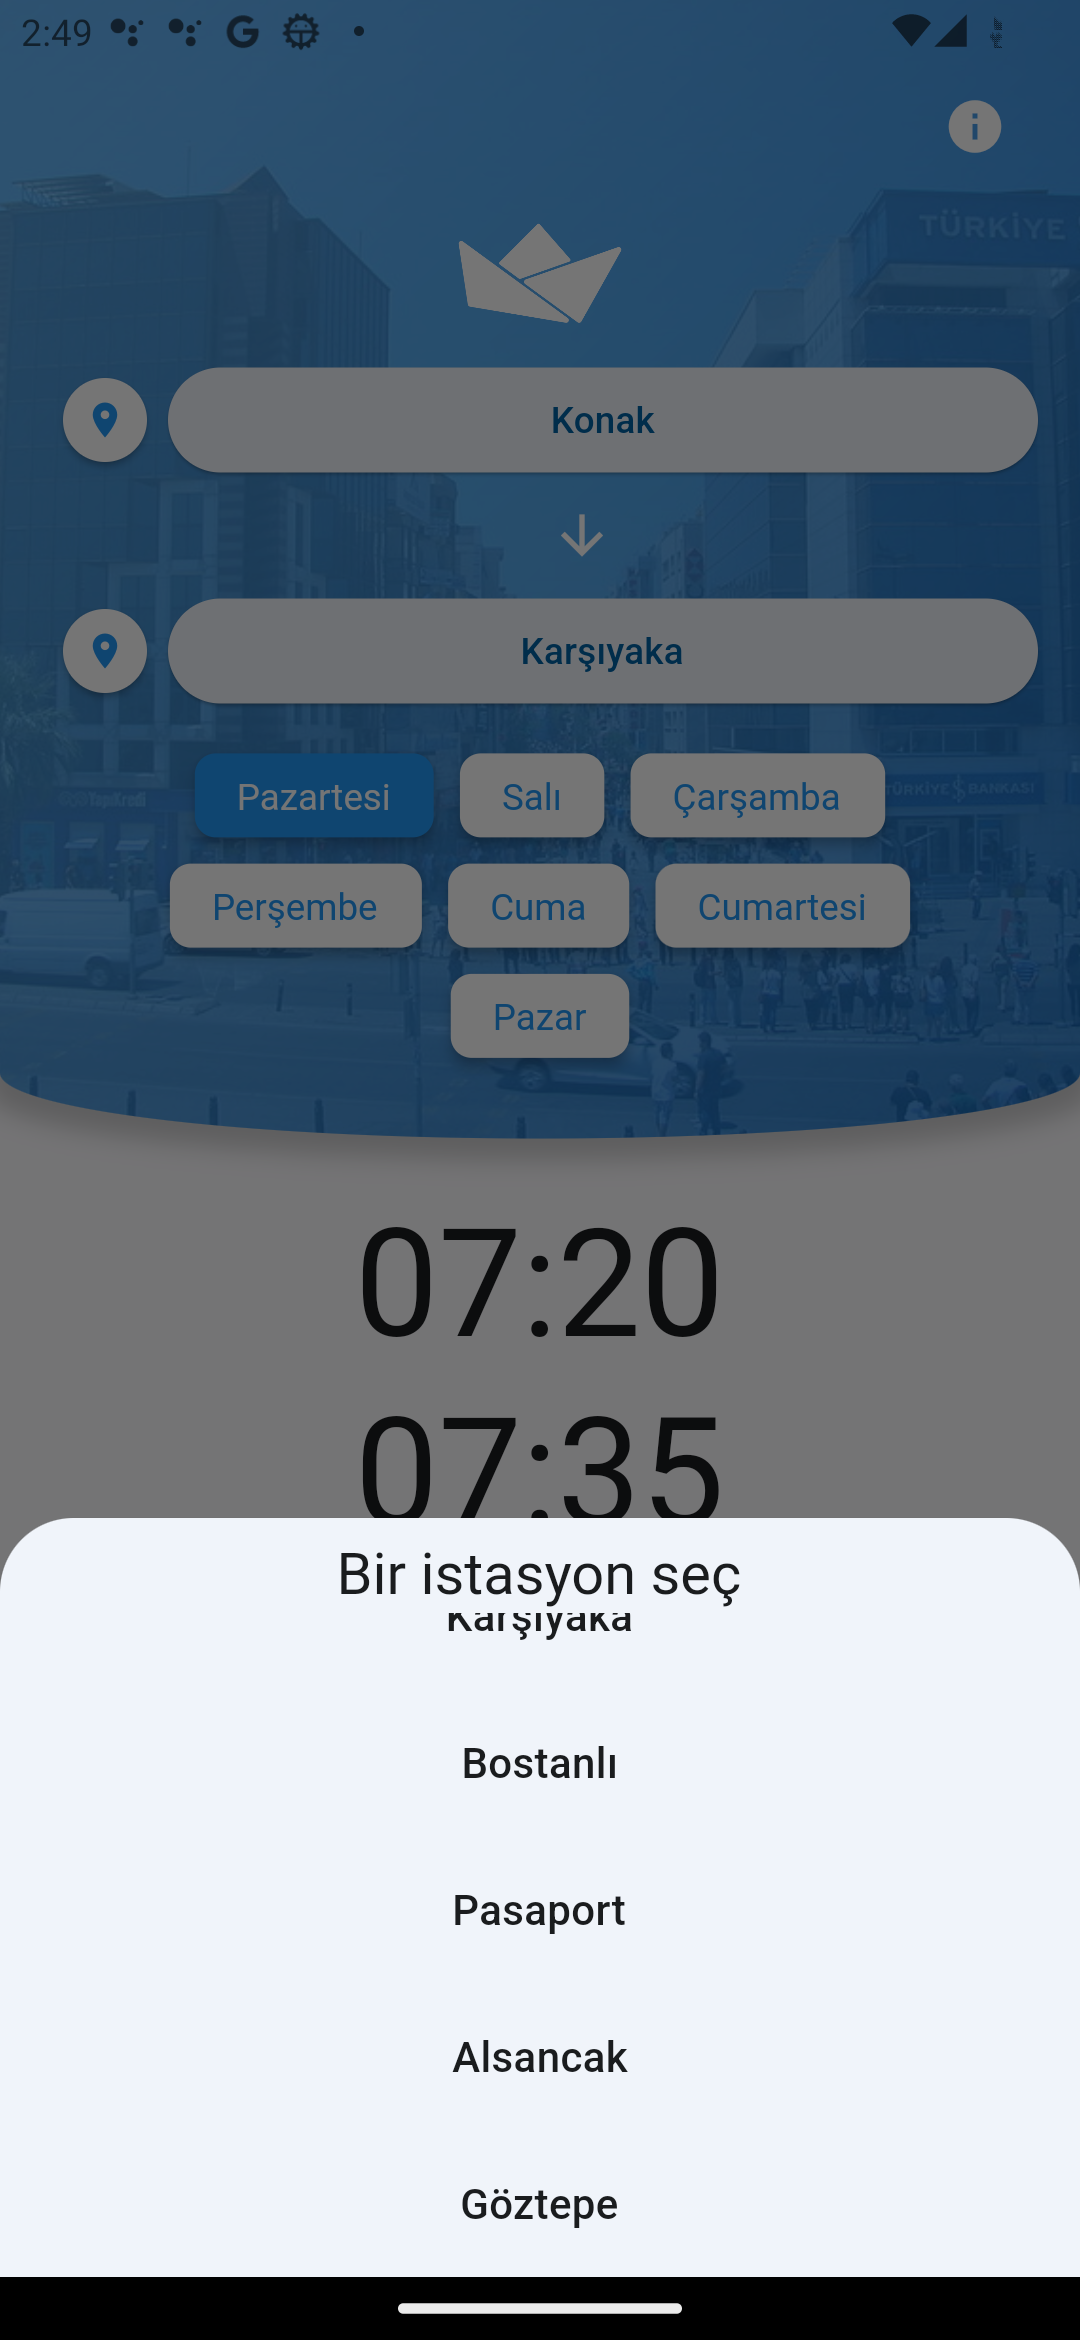 2:49
TÜRKİYE
Konak
Karşıyaka
Pazartesi
Salı
Çarşamba
TÜRKİYE İŞ BANKASI
YapıKredi
Perşembe
Cuma
Cumartesi
Pazar
07:20
07:35
Bir istasyon seç
Karşıyaka
Bostanlı
Pasaport
Alsancak
Göztepe